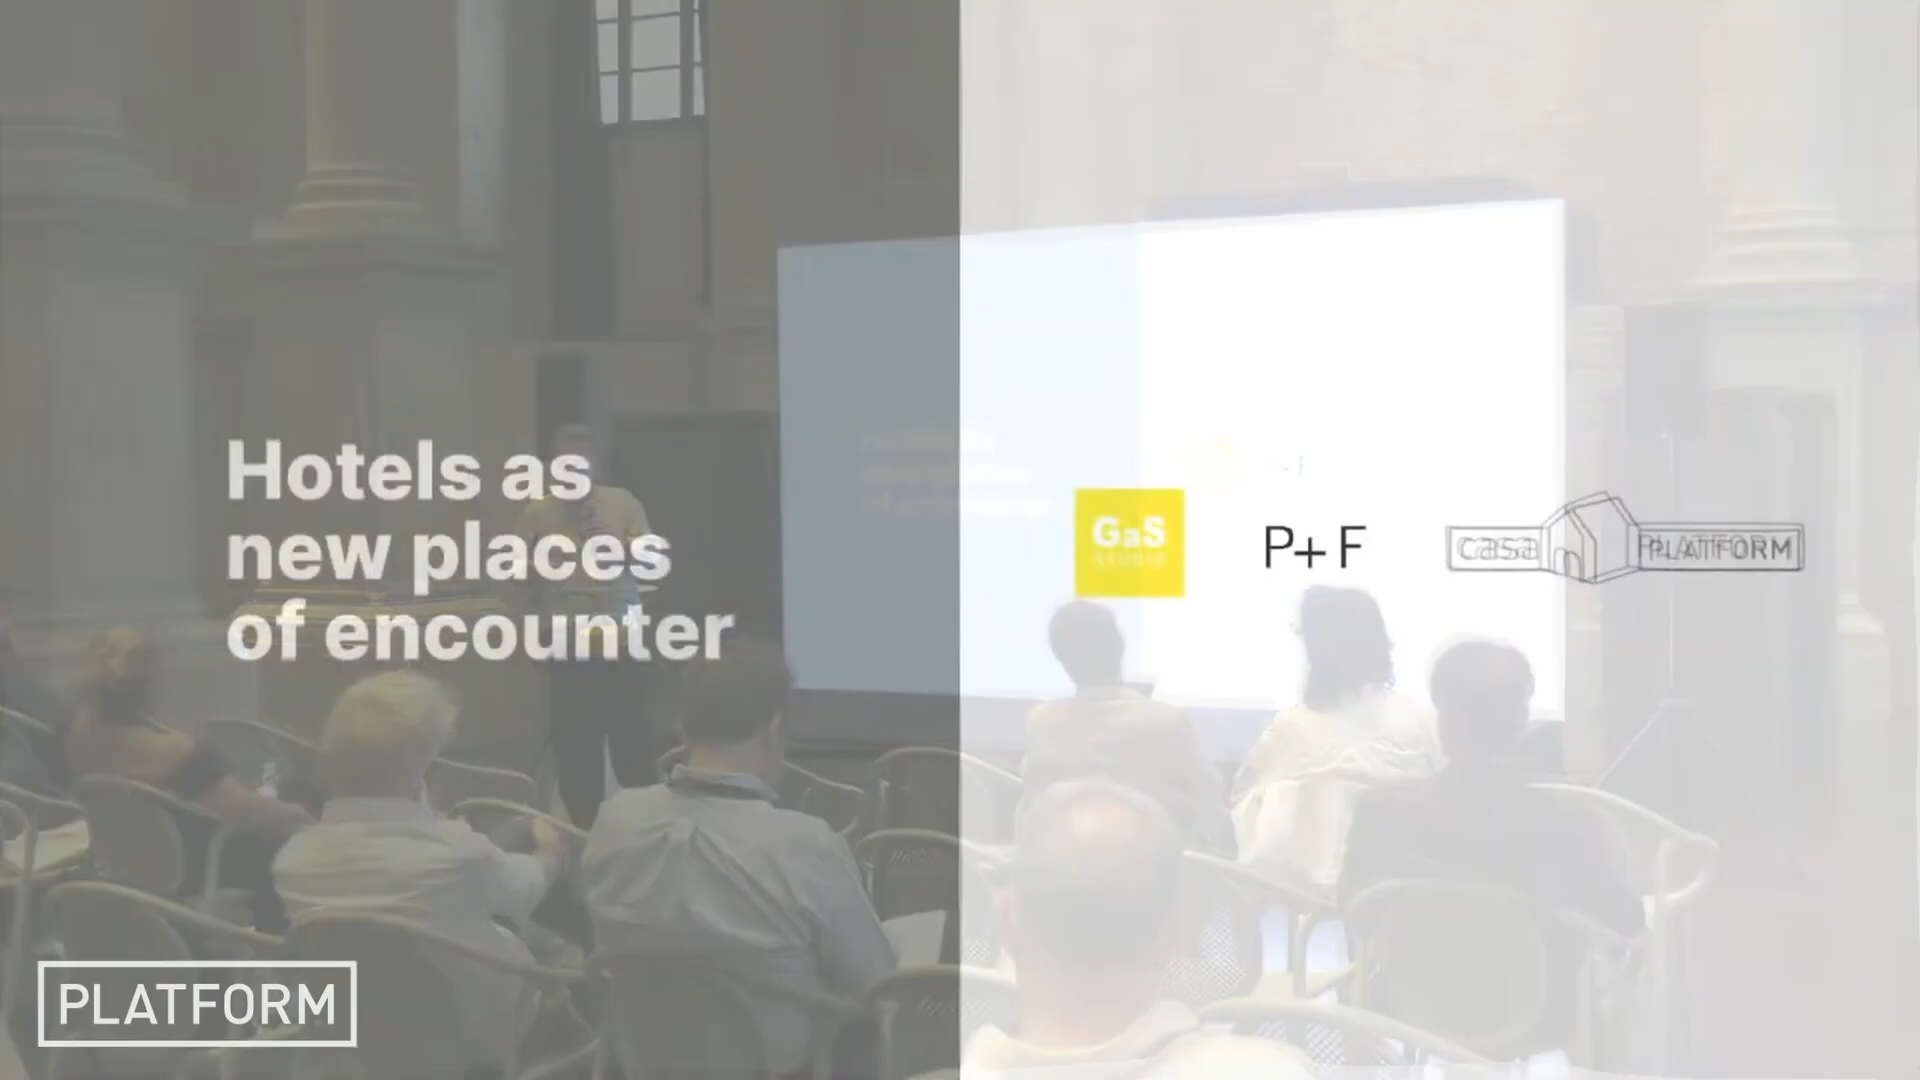 Hotels as
new places
of encounter
GaS
STUDIO
P+F
casa PLATFORM
PLATFORM